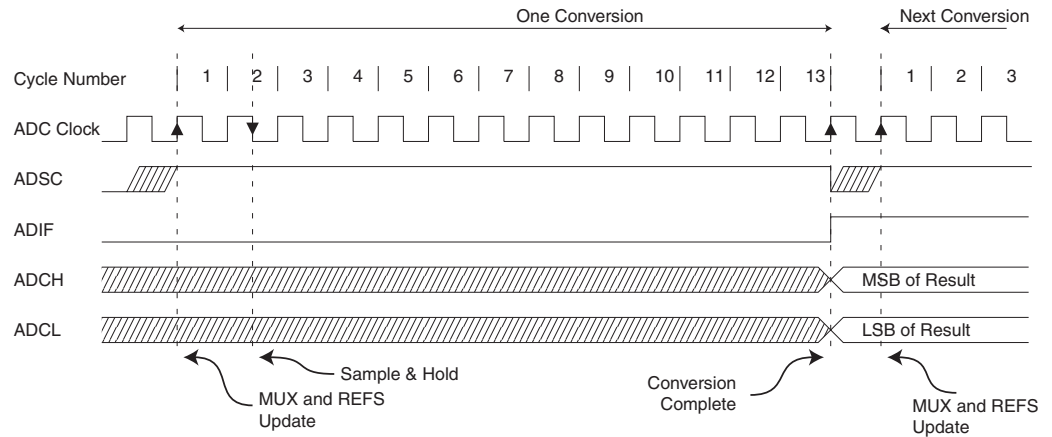 One Conversion
Next Conversion
Cycle Number 1 2 3 4 5 6 7 8 9 10 11 12 13 1 2 3
ADC Clock
ADSC
ADIF
ADCH MSB of Result
ADCL LSB of Result
Sample & Hold
MUX and REFS
Update
Conversion
Complete
MUX and REFS
Update